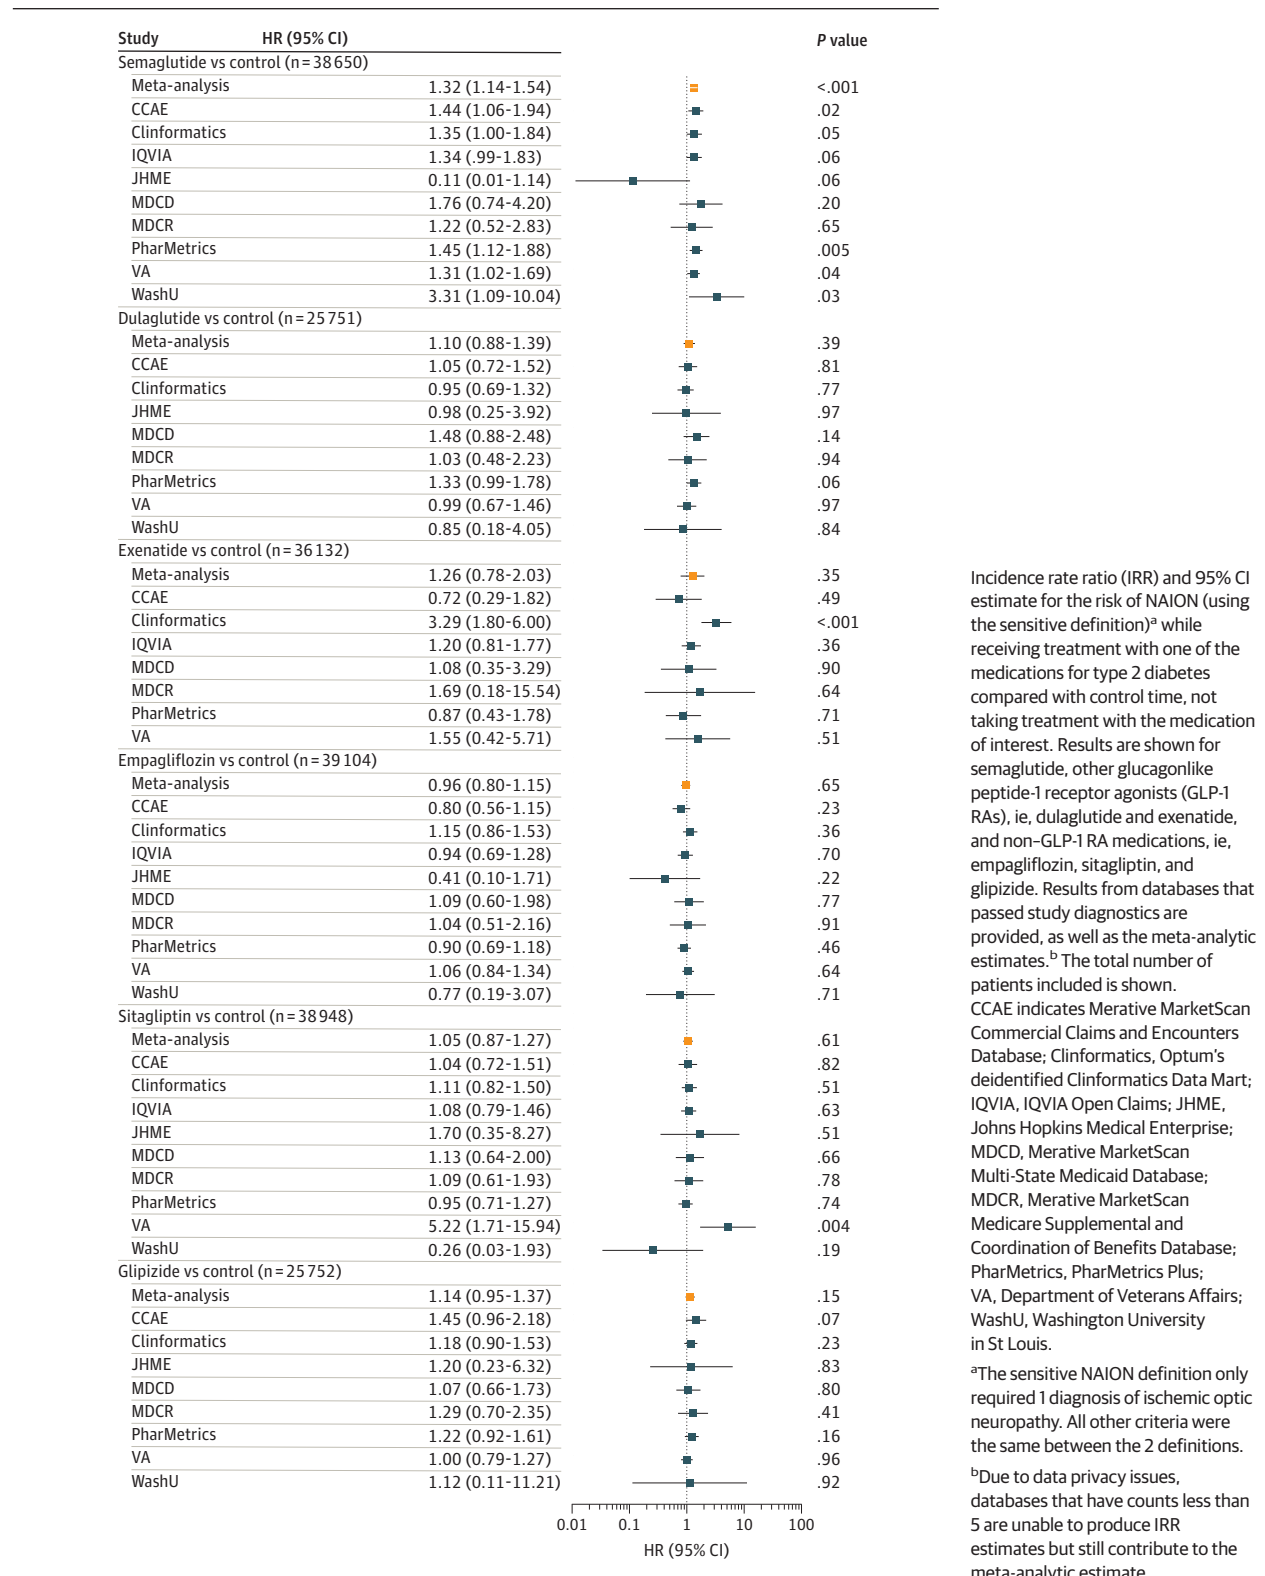 Study HR (95% CI) P value
Semaglutide vs control (n = 38 650)
Meta-analysis 1.32 (1.14-1.54) <.001
CCAE 1.44 (1.06-1.94) .02
Clinformatics 1.35 (1.00-1.84) .05
IQVIA 1.34 (.99-1.83) .06
JHME 0.11 (0.01-1.14) .06
MDCD 1.76 (0.74-4.20) .20
MDCR 1.22 (0.52-2.83) .65
PharMetrics 1.45 (1.12-1.88) .005
VA 1.31 (1.02-1.69) .04
WashU 3.31 (1.09-10.04) .03
Dulaglutide vs control (n = 25 751)
Meta-analysis 1.10 (0.88-1.39) .39
CCAE 1.05 (0.72-1.52) .81
Clinformatics 0.95 (0.69-1.32) .77
JHME 0.98 (0.25-3.92) .97
MDCD 1.48 (0.88-2.48) .14
MDCR 1.03 (0.48-2.23) .94
PharMetrics 1.33 (0.99-1.78) .06
VA 0.99 (0.67-1.46) .97
WashU 0.85 (0.18-4.05) .84
Exenatide vs control (n = 36 132)
Meta-analysis 1.26 (0.78-2.03) .35
CCAE 0.72 (0.29-1.82) .49
Clinformatics 3.29 (1.80-6.00) <.001
IQVIA 1.20 (0.81-1.77) .36
MDCD 1.08 (0.35-3.29) .90
MDCR 1.69 (0.18-15.54) .64
PharMetrics 0.87 (0.43-1.78) .71
VA 1.55 (0.42-5.71) .51
Empagliflozin vs control (n = 39 104)
Meta-analysis 0.96 (0.80-1.15) .65
CCAE 0.80 (0.56-1.15) .23
Clinformatics 1.15 (0.86-1.53) .36
IQVIA 0.94 (0.69-1.28) .70
JHME 0.41 (0.10-1.71) .22
MDCD 1.09 (0.60-1.98) .77
MDCR 1.04 (0.51-2.16) .91
PharMetrics 0.90 (0.69-1.18) .46
VA 1.06 (0.84-1.34) .64
WashU 0.77 (0.19-3.07) .71
Sitagliptin vs control (n = 38 948)
Meta-analysis 1.05 (0.87-1.27) .61
CCAE 1.04 (0.72-1.51) .82
Clinformatics 1.11 (0.82-1.50) .51
IQVIA 1.08 (0.79-1.46) .63
JHME 1.70 (0.35-8.27) .51
MDCD 1.13 (0.64-2.00) .66
MDCR 1.09 (0.61-1.93) .78
PharMetrics 0.95 (0.71-1.27) .74
VA 5.22 (1.71-15.94) .004
WashU 0.26 (0.03-1.93) .19
Glipizide vs control (n = 25 752)
Meta-analysis 1.14 (0.95-1.37) .15
CCAE 1.45 (0.96-2.18) .07
Clinformatics 1.18 (0.90-1.53) .23
JHME 1.20 (0.23-6.32) .83
MDCD 1.07 (0.66-1.73) .80
MDCR 1.29 (0.70-2.35) .41
PharMetrics 1.22 (0.92-1.61) .16
VA 1.00 (0.79-1.27) .96
WashU 1.12 (0.11-11.21) .92
0.01 0.1 1 10 100
HR (95% CI)
Incidence rate ratio (IRR) and 95% CI
estimate for the risk of NAION (using
the sensitive definition)a while
receiving treatment with one of the
medications for type 2 diabetes
compared with control time, not
taking treatment with the medication
of interest. Results are shown for
semaglutide, other glucagonlike
peptide-1 receptor agonists (GLP-1
RAs), ie, dulaglutide and exenatide,
and non–GLP-1 RA medications, ie,
empagliflozin, sitagliptin, and
glipizide. Results from databases that
passed study diagnostics are
provided, as well as the meta-analytic
estimates.b The total number of
patients included is shown.
CCAE indicates Merative MarketScan
Commercial Claims and Encounters
Database; Clinformatics, Optum's
deidentified Clinformatics Data Mart;
IQVIA, IQVIA Open Claims; JHME,
Johns Hopkins Medical Enterprise;
MDCD, Merative MarketScan
Multi-State Medicaid Database;
MDCR, Merative MarketScan
Medicare Supplemental and
Coordination of Benefits Database;
PharMetrics, PharMetrics Plus;
VA, Department of Veterans Affairs;
WashU, Washington University
in St Louis.
aThe sensitive NAION definition only
required 1 diagnosis of ischemic optic
neuropathy. All other criteria were
the same between the 2 definitions.
bDue to data privacy issues,
databases that have counts less than
5 are unable to produce IRR
estimates but still contribute to the
meta-analytic estimate